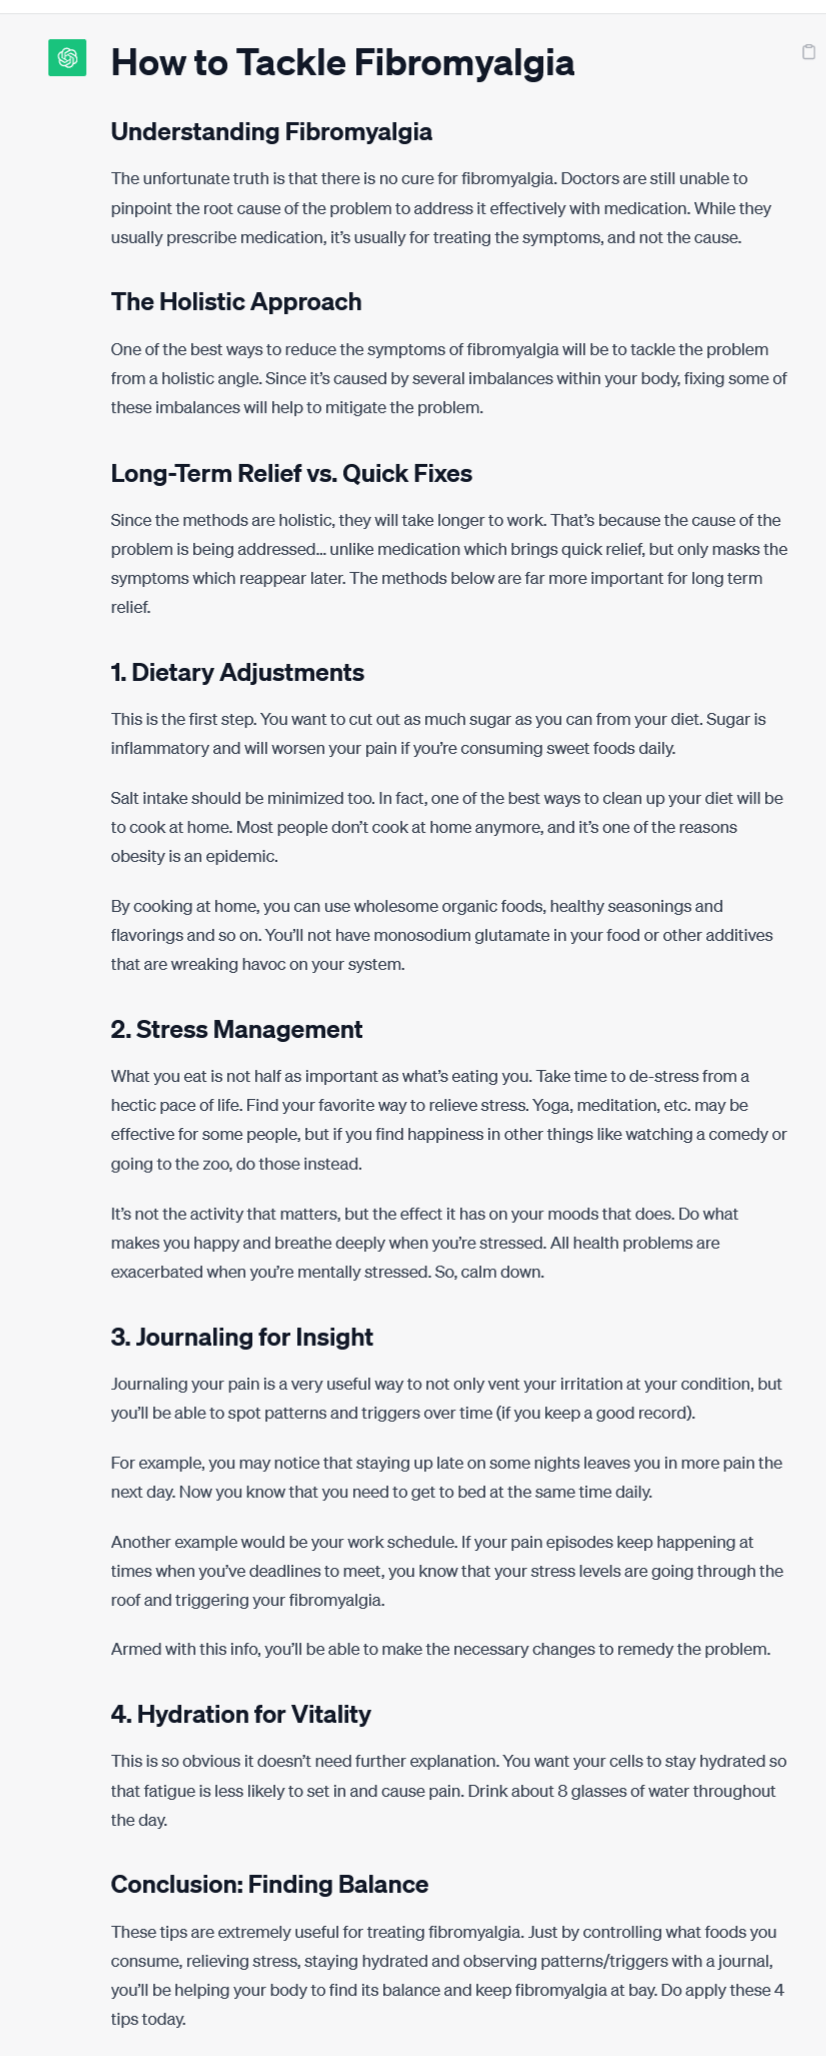 How to Tackle Fibromyalgia
Understanding Fibromyalgia
The unfortunate truth is that there is no cure for fibromyalgia. Doctors are still unable to
pinpoint the root cause of the problem to address it effectively with medication. While they
usually prescribe medication, it's usually for treating the symptoms, and not the cause.
The Holistic Approach
One of the best ways to reduce the symptoms of fibromyalgia will be to tackle the problem
from a holistic angle. Since it's caused by several imbalances within your body, fixing some of
these imbalances will help to mitigate the problem.
Long-Term Relief vs. Quick Fixes
Since the methods are holistic, they will take longer to work. That's because the cause of the
problem is being addressed... unlike medication which brings quick relief, but only masks the
symptoms which reappear later. The methods below are far more important for long term
relief.
1. Dietary Adjustments
This is the first step. You want to cut out as much sugar as you can from your diet. Sugar is
inflammatory and will worsen your pain if you're consuming sweet foods daily.
Salt intake should be minimized too. In fact, one of the best ways to clean up your diet will be
to cook at home. Most people don't cook at home anymore, and it's one of the reasons
obesity is an epidemic.
By cooking at home, you can use wholesome organic foods, healthy seasonings and
flavorings and so on. You'll not have monosodium glutamate in your food or other additives
that are wreaking havoc on your system.
2. Stress Management
What you eat is not half as important as what's eating you. Take time to de-stress from a
hectic pace of life. Find your favorite way to relieve stress. Yoga, meditation, etc. may be
effective for some people, but if you find happiness in other things like watching a comedy or
going to the zoo, do those instead.
It's not the activity that matters, but the effect it has on your moods that does. Do what
makes you happy and breathe deeply when you're stressed. All health problems are
exacerbated when you're mentally stressed. So, calm down.
3. Journaling for Insight
Journaling your pain is a very useful way to not only vent your irritation at your condition, but
you'll be able to spot patterns and triggers over time (if you keep a good record).
For example, you may notice that staying up late on some nights leaves you in more pain the
next day. Now you know that you need to get to bed at the same time daily.
Another example would be your work schedule. If your pain episodes keep happening at
times when you've deadlines to meet, you know that your stress levels are going through the
roof and triggering your fibromyalgia.
Armed with this info, you'll be able to make the necessary changes to remedy the problem.
4. Hydration for Vitality
This is so obvious it doesn't need further explanation. You want your cells to stay hydrated so
that fatigue is less likely to set in and cause pain. Drink about 8 glasses of water throughout
the day.
Conclusion: Finding Balance
These tips are extremely useful for treating fibromyalgia. Just by controlling what foods you
consume, relieving stress, staying hydrated and observing patterns/triggers with a journal,
you'll be helping your body to find its balance and keep fibromyalgia at bay. Do apply these 4
tips today.